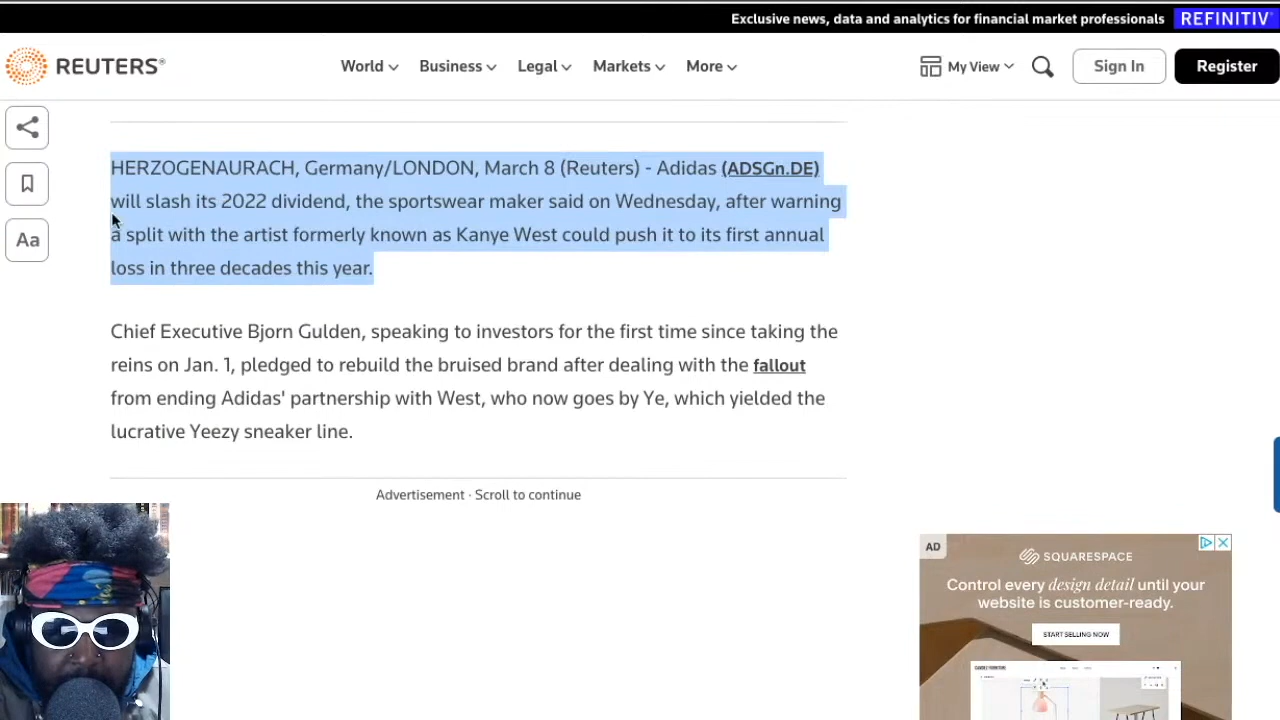 Exclusive news, data and analytics for financial market professionals REFINITIV
REUTERS®
World Business Legal Markets More My View Sign In Register
Aa
HERZOGENAURACH, Germany/LONDON, March 8 (Reuters) - Adidas (ADSGn.DE)
will slash its 2022 dividend, the sportswear maker said on Wednesday, after warning
a split with the artist formerly known as Kanye West could push it to its first annual
loss in three decades this year.
Chief Executive Bjorn Gulden, speaking to investors for the first time since taking the
reins on Jan. 1, pledged to rebuild the bruised brand after dealing with the fallout
from ending Adidas' partnership with West, who now goes by Ye, which yielded the
lucrative Yeezy sneaker line.
Advertisement · Scroll to continue
AD
SQUARESPACE
Control every design detail until your
website is customer-ready.
START SELLING NOW